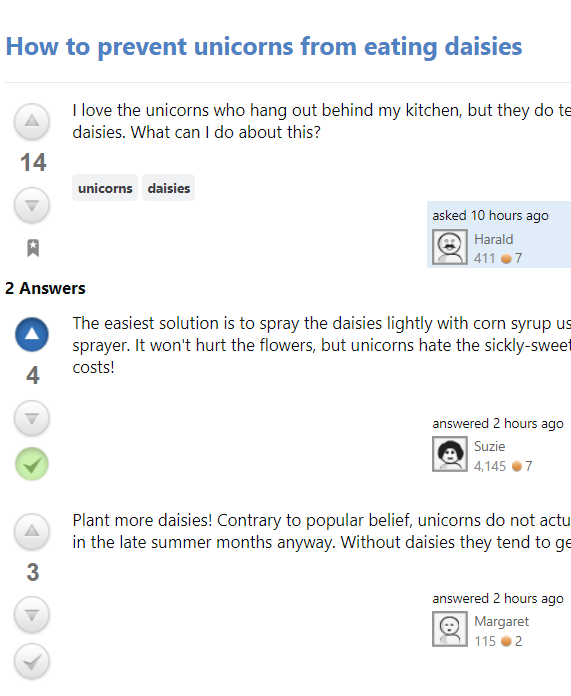 How to prevent unicorns from eating daisies
I love the unicorns who hang out behind my kitchen, but they do te
daisies. What can I do about this?
14
unicorns daisies
asked 10 hours ago
Harald
411 7
2 Answers
The easiest solution is to spray the daisies lightly with corn syrup us
sprayer. It won't hurt the flowers, but unicorns hate the sickly-sweet
costs!
4
answered 2 hours ago
Suzie
4,145 7
Plant more daisies! Contrary to popular belief, unicorns do not actu
in the late summer months anyway. Without daisies they tend to ge
3
answered 2 hours ago
Margaret
115 2